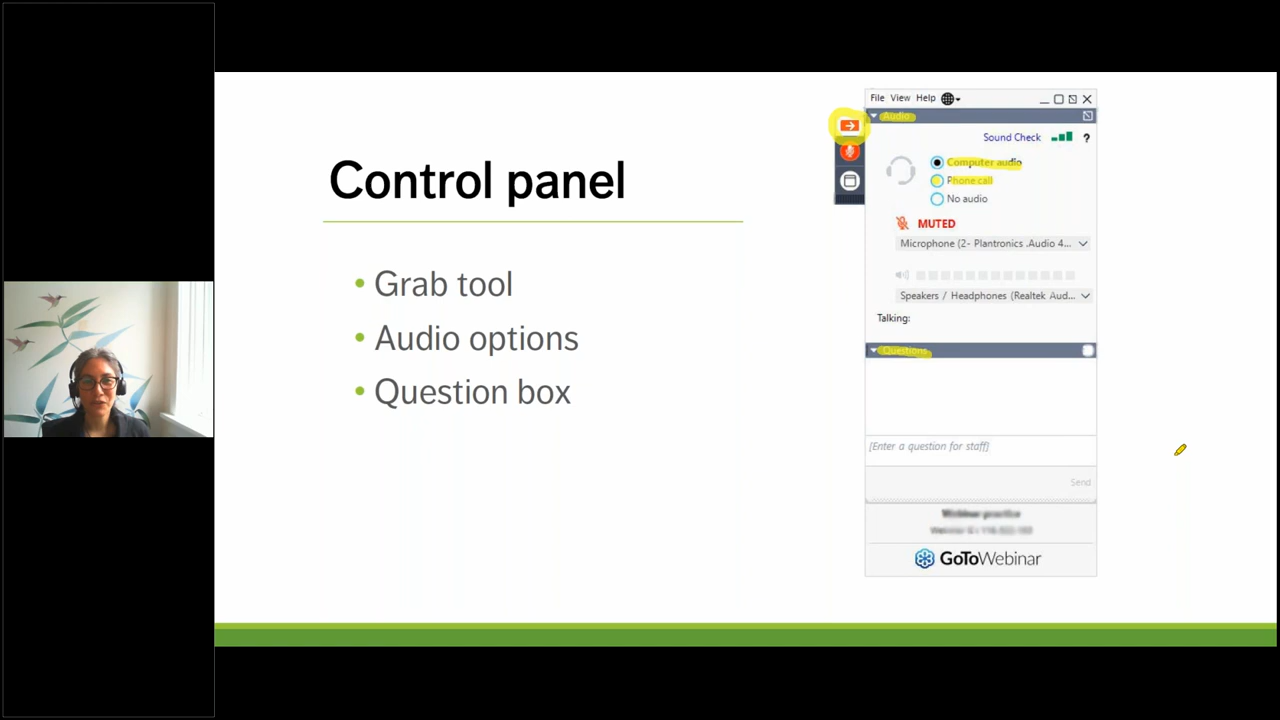 Control panel
• Grab tool
• Audio options
• Question box
File View Help
Audio
Sound Check
?
Computer audio
Phone call
No audio
MUTED
Microphone (2- Plantronics .Audio 4...
Speakers / Headphones (Realtek Aud...
Talking:
Questions
[Enter a question for staff]
Send
Webinar practice
GoToWebinar